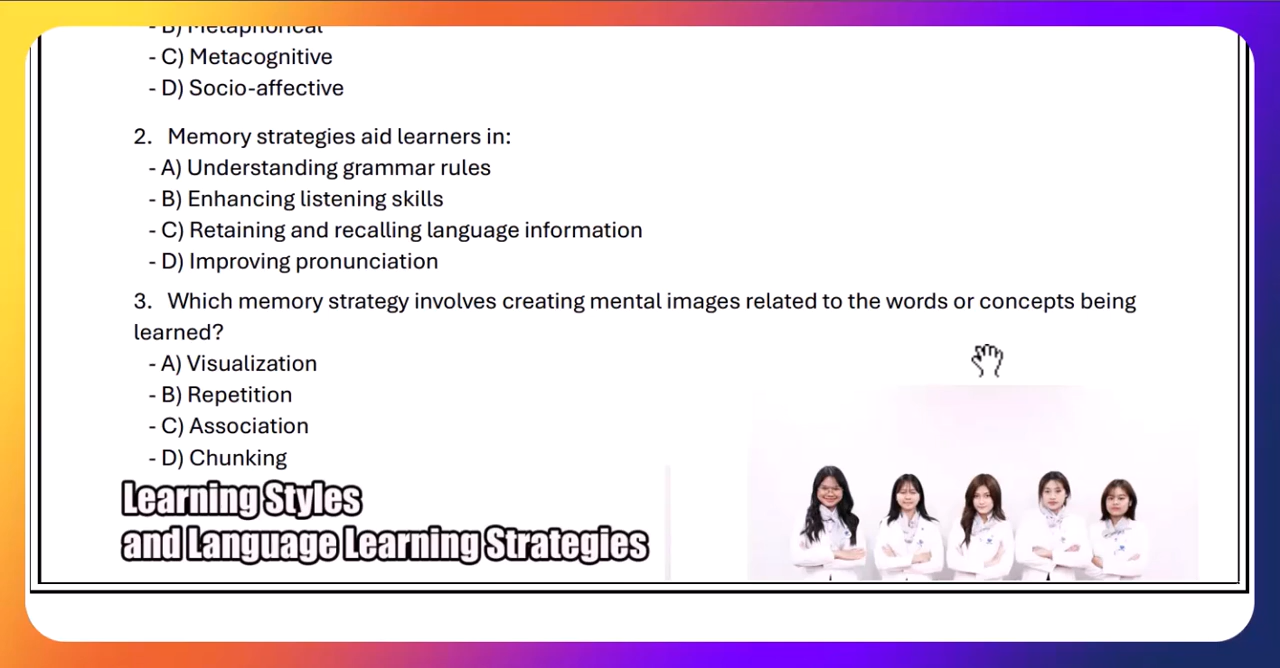 - B) Metaphorical
- C) Metacognitive
- D) Socio-affective
2. Memory strategies aid learners in:
- A) Understanding grammar rules
- B) Enhancing listening skills
- C) Retaining and recalling language information
- D) Improving pronunciation
3. Which memory strategy involves creating mental images related to the words or concepts being
learned?
- A) Visualization
- B) Repetition
- C) Association
- D) Chunking
Learning Styles
and Language Learning Strategies